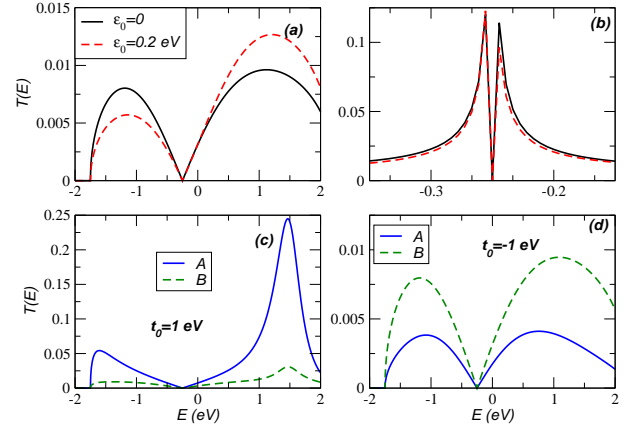 ε₀=0
ε₀=0.2 eV
(a)
T(E)
0.015
0.01
0.005
0
-2 -1 0 1 2
(b)
0.1
0.05
0
-0.3 -0.2
(c)
T(E)
0.25
0.2
0.15
0.1
0.05
0
A
B
t₀=1 eV
-2 -1 0 1 2
E (eV)
(d)
A
B
t₀=-1 eV
0.01
0.005
0
-2 -1 0 1 2
E (eV)